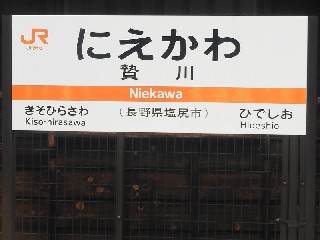 JR
にえかわ
贄川
Niekawa
きそひらさわ
Kiso-hirasawa
(長野県塩尻市)
ひでしお
Hideshio